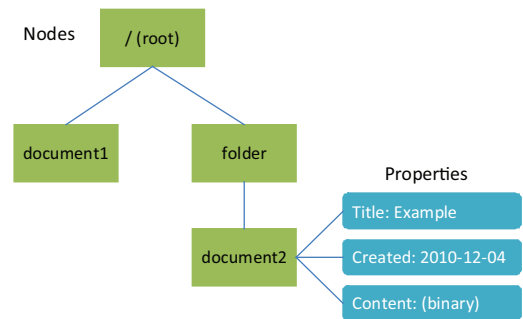 Nodes
/ (root)
document1
folder
Properties
Title: Example
document2
Created: 2010-12-04
Content: (binary)